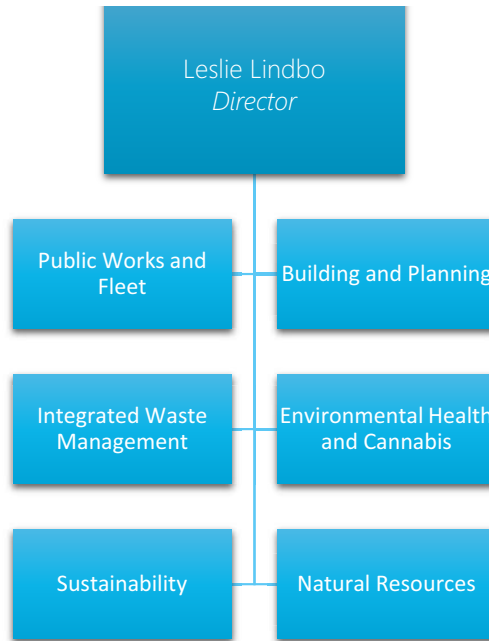 Leslie Lindbo
Director
Public Works and
Fleet
Building and Planning
Integrated Waste
Management
Environmental Health
and Cannabis
Sustainability
Natural Resources